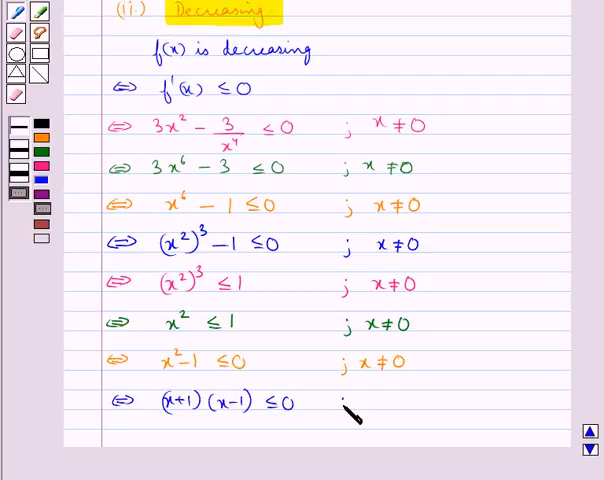 (ii.) Decreasing
f(x) is decreasing
⇔ f'(x) ≤ 0
⇔ 3x² - 3/x⁴ ≤ 0 ; x ≠ 0
⇔ 3x⁶ - 3 ≤ 0 ; x ≠ 0
⇔ x⁶ - 1 ≤ 0 ; x ≠ 0
⇔ (x²)³ - 1 ≤ 0 ; x ≠ 0
⇔ (x²)³ ≤ 1 ; x ≠ 0
⇔ x² ≤ 1 ; x ≠ 0
⇔ x² - 1 ≤ 0 ; x ≠ 0
⇔ (x+1) (x-1) ≤ 0 ;